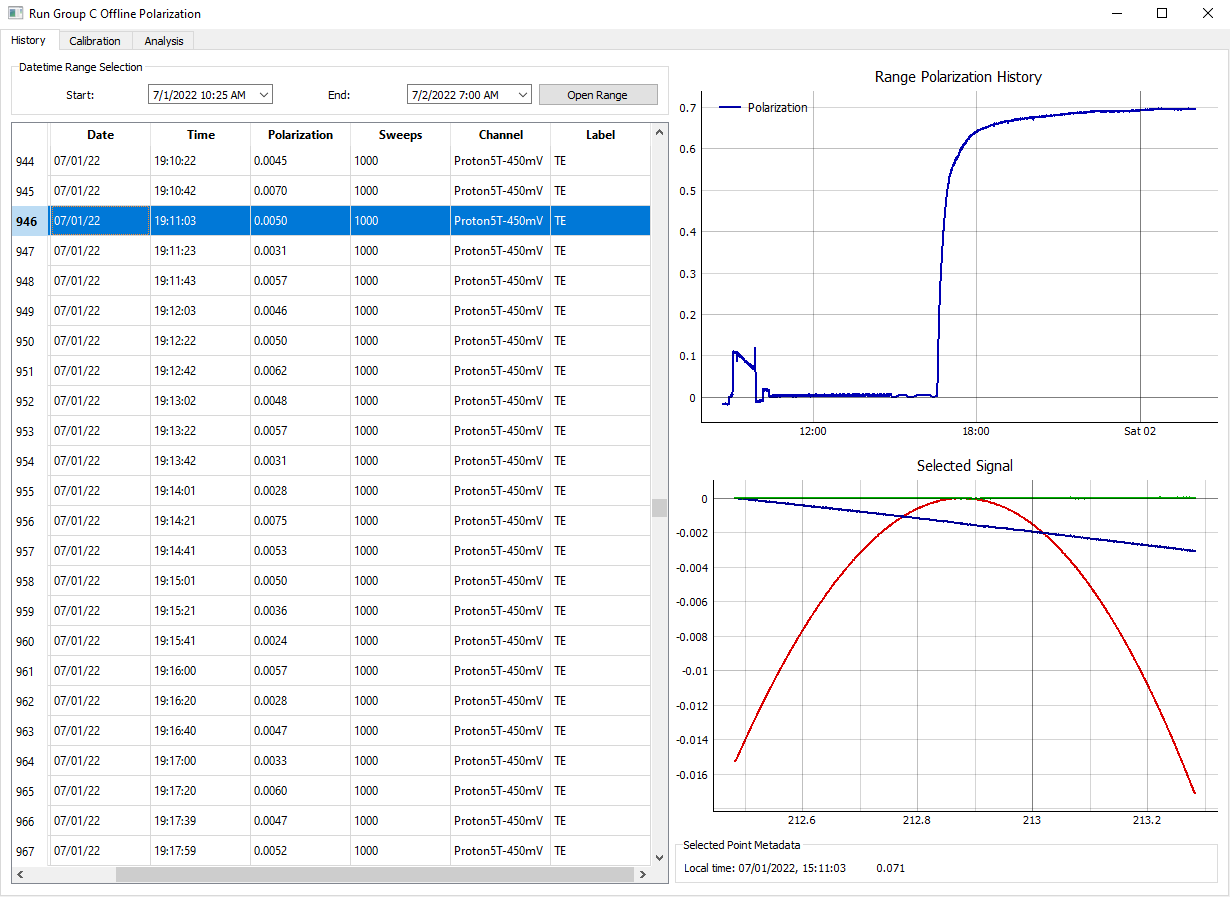 Run Group C Offline Polarization
History Calibration Analysis
Datetime Range Selection
Start: 7/1/2022 10:25 AM End: 7/2/2022 7:00 AM Open Range
Date Time Polarization Sweeps Channel Label
944 07/01/22 19:10:22 0.0045 1000 Proton5T-450mV TE
945 07/01/22 19:10:42 0.0070 1000 Proton5T-450mV TE
946 07/01/22 19:11:03 0.0050 1000 Proton5T-450mV TE
947 07/01/22 19:11:23 0.0031 1000 Proton5T-450mV TE
948 07/01/22 19:11:43 0.0057 1000 Proton5T-450mV TE
949 07/01/22 19:12:03 0.0046 1000 Proton5T-450mV TE
950 07/01/22 19:12:22 0.0050 1000 Proton5T-450mV TE
951 07/01/22 19:12:42 0.0062 1000 Proton5T-450mV TE
952 07/01/22 19:13:02 0.0048 1000 Proton5T-450mV TE
953 07/01/22 19:13:22 0.0057 1000 Proton5T-450mV TE
954 07/01/22 19:13:42 0.0031 1000 Proton5T-450mV TE
955 07/01/22 19:14:01 0.0028 1000 Proton5T-450mV TE
956 07/01/22 19:14:21 0.0075 1000 Proton5T-450mV TE
957 07/01/22 19:14:41 0.0053 1000 Proton5T-450mV TE
958 07/01/22 19:15:01 0.0050 1000 Proton5T-450mV TE
959 07/01/22 19:15:21 0.0036 1000 Proton5T-450mV TE
960 07/01/22 19:15:41 0.0024 1000 Proton5T-450mV TE
961 07/01/22 19:16:00 0.0057 1000 Proton5T-450mV TE
962 07/01/22 19:16:20 0.0028 1000 Proton5T-450mV TE
963 07/01/22 19:16:40 0.0047 1000 Proton5T-450mV TE
964 07/01/22 19:17:00 0.0033 1000 Proton5T-450mV TE
965 07/01/22 19:17:20 0.0060 1000 Proton5T-450mV TE
966 07/01/22 19:17:39 0.0047 1000 Proton5T-450mV TE
967 07/01/22 19:17:59 0.0052 1000 Proton5T-450mV TE
Range Polarization History
Polarization
0.7
0.6
0.5
0.4
0.3
0.2
0.1
0
12:00 18:00 Sat 02
Selected Signal
0
-0.002
-0.004
-0.006
-0.008
-0.01
-0.012
-0.014
-0.016
212.6 212.8 213 213.2
Selected Point Metadata
Local time: 07/01/2022, 15:11:03 0.071